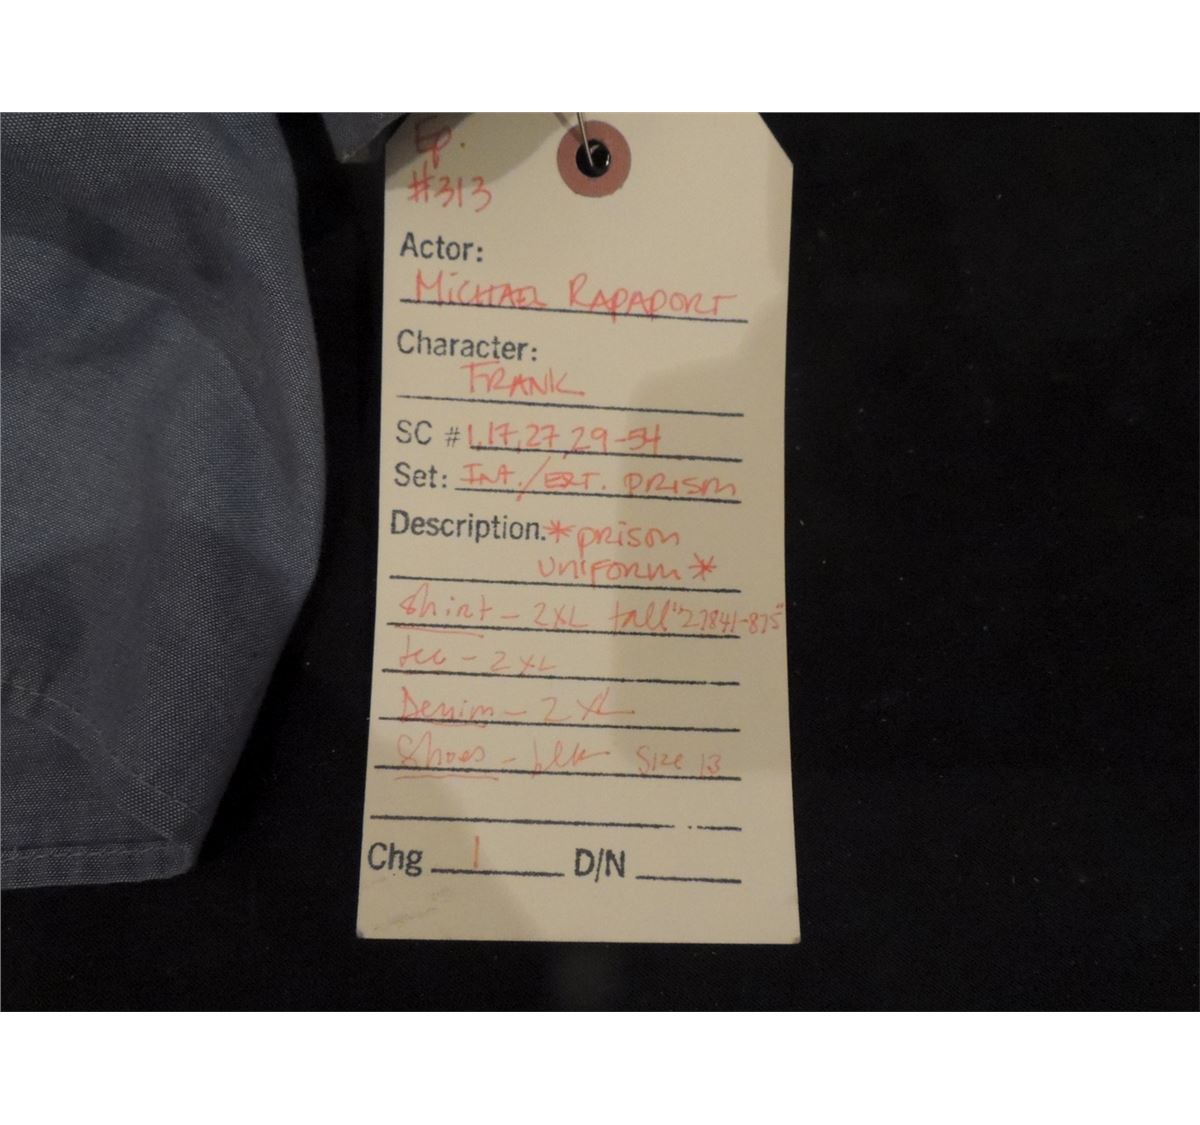 Ep.
#313
Actor:
MICHAEL RAPAPORT
Character:
FRANK
SC # 1,17,27,29-54
Set: INT./EXT. PRISON
Description. *prison
UNIFORM*
Shirt - 2XL tall "27841-875"
tee - 2XL
Denim - 2XL
Shoes - blk Size 13
Chg 1 D/N